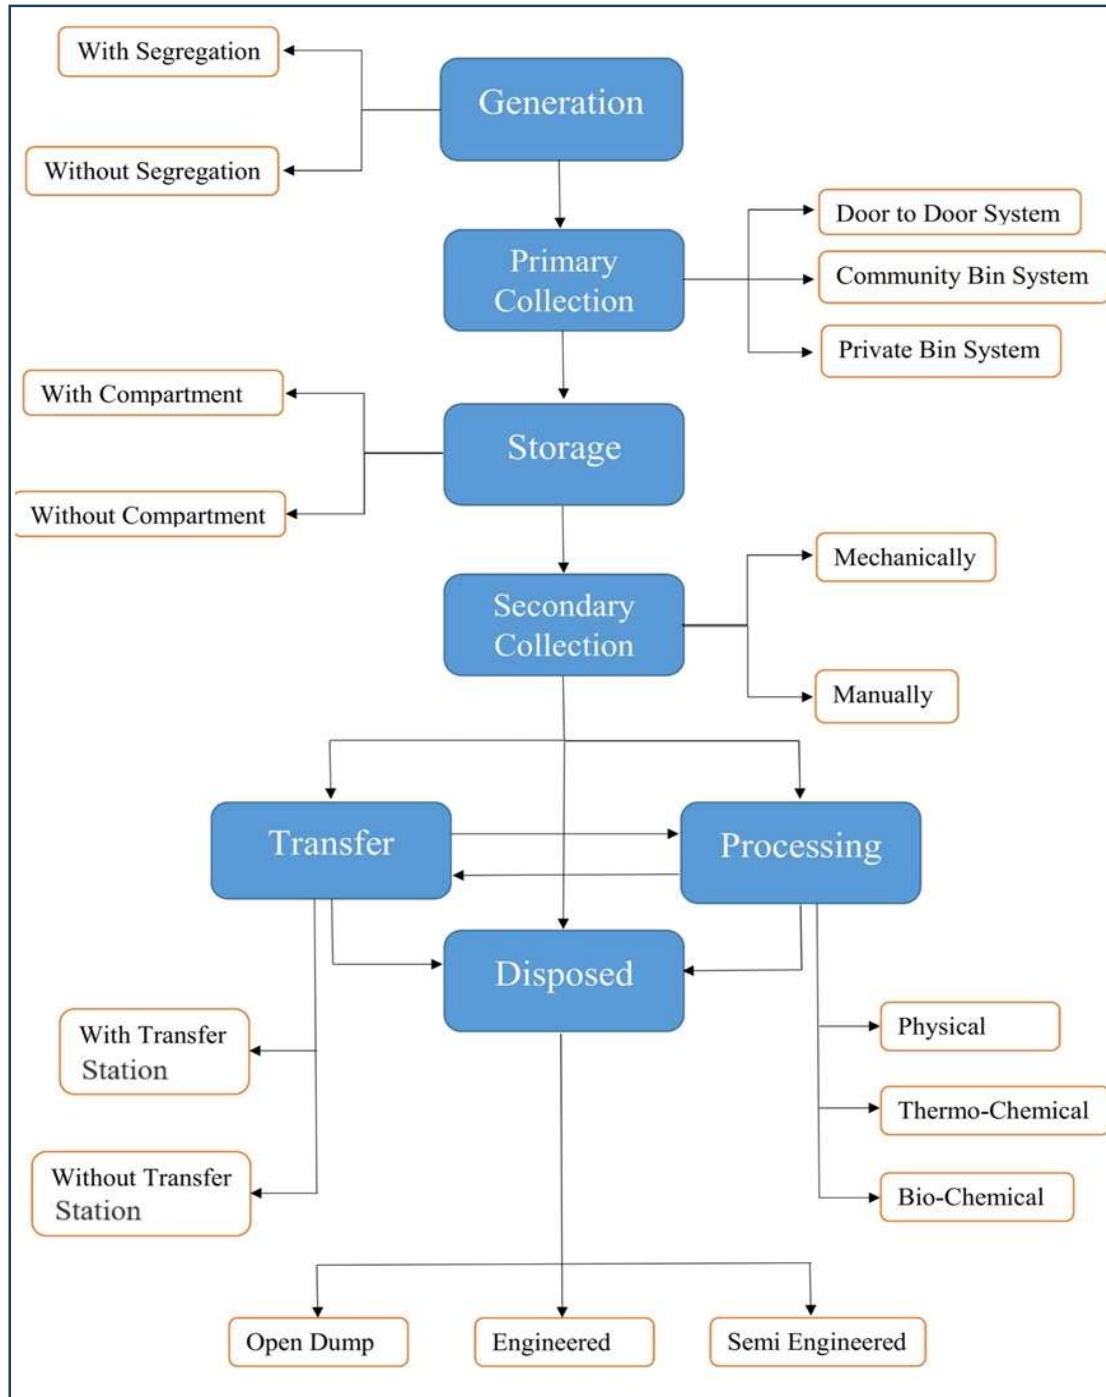 With Segregation
Generation
Without Segregation
Door to Door System
Primary
Collection
Community Bin System
Private Bin System
With Compartment
Storage
Without Compartment
Mechanically
Secondary
Collection
Manually
Transfer
Processing
Disposed
With Transfer
Station
Physical
Thermo-Chemical
Without Transfer
Station
Bio-Chemical
Open Dump
Engineered
Semi Engineered